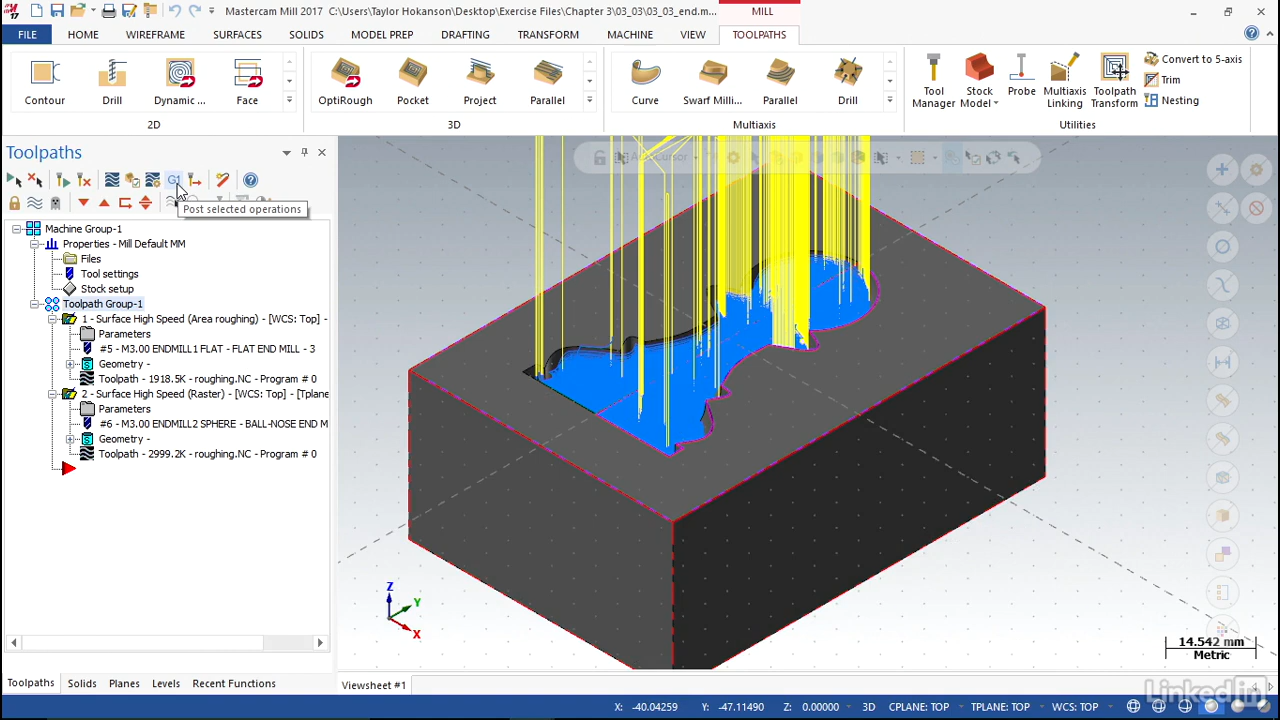 Mastercam Mill 2017 C:\Users\Taylor Hokanson\Desktop\Exercise Files\Chapter 3\03_03\03_03_end.m...
MILL
FILE HOME WIREFRAME SURFACES SOLIDS MODEL PREP DRAFTING TRANSFORM MACHINE VIEW TOOLPATHS
Contour Drill Dynamic ... Face
OptiRough Pocket Project Parallel
Curve Swarf Milli... Parallel Drill
Tool Manager Stock Model Probe Multiaxis Linking Toolpath Transform
Convert to 5-axis
Trim
Nesting
2D 3D Multiaxis Utilities
Toolpaths
AutoCursor
G1
Post selected operations
Machine Group-1
Properties - Mill Default MM
Files
Tool settings
Stock setup
Toolpath Group-1
1 - Surface High Speed (Area roughing) - [WCS: Top] -
Parameters
#5 - M3.00 ENDMILL1 FLAT - FLAT END MILL - 3
Geometry -
Toolpath - 1918.5K - roughing.NC - Program # 0
2 - Surface High Speed (Raster) - [WCS: Top] - [Tplane
Parameters
#6 - M3.00 ENDMILL2 SPHERE - BALL-NOSE END M
Geometry -
Toolpath - 2999.2K - roughing.NC - Program # 0
Z
Y
X
14.542 mm
Metric
Toolpaths Solids Planes Levels Recent Functions
Viewsheet #1
LinkedIn
X: -40.04259 Y: -47.11490 Z: 0.00000 3D CPLANE: TOP TPLANE: TOP WCS: TOP